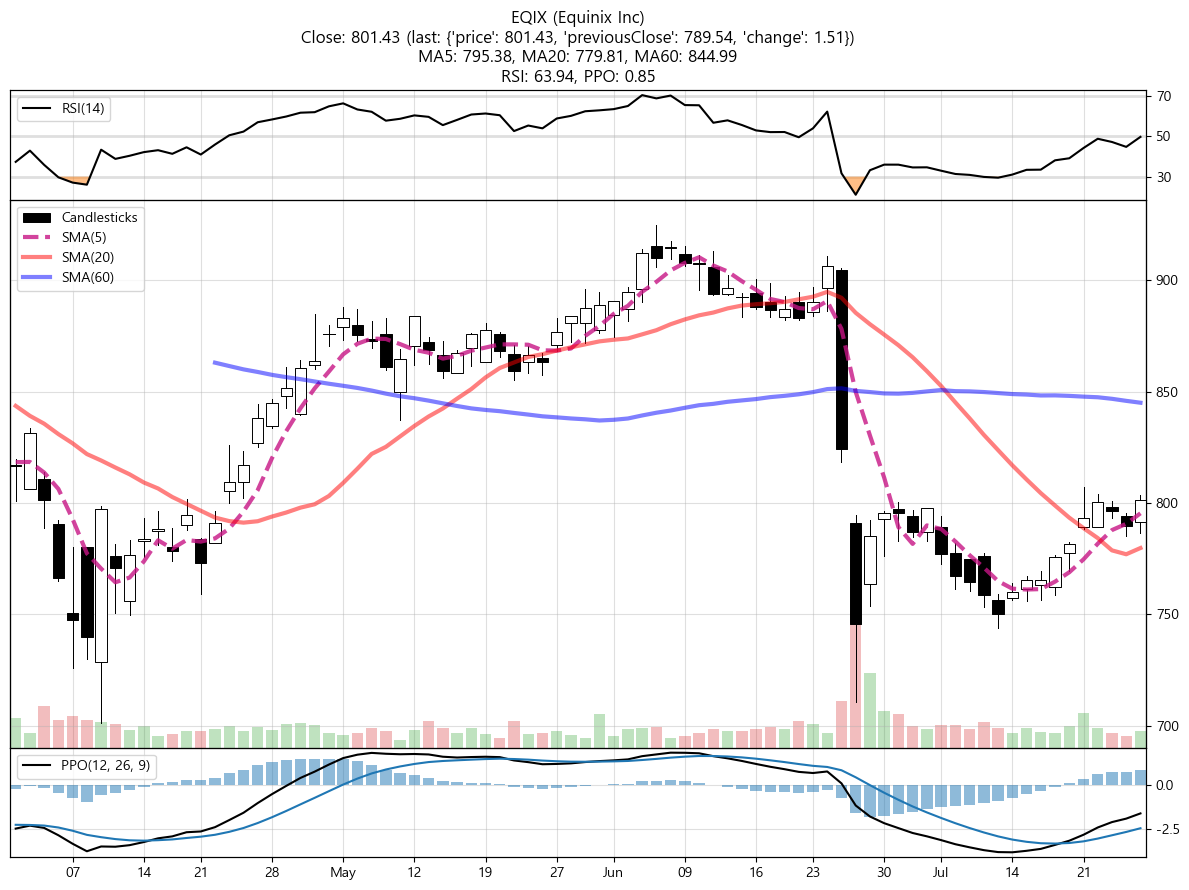 EQIX (Equinix Inc)
Close: 801.43 (last: {'price': 801.43, 'previousClose': 789.54, 'change': 1.51})
MA5: 795.38, MA20: 779.81, MA60: 844.99
RSI: 63.94, PPO: 0.85
RSI(14)
70
50
30
Candlesticks
SMA(5)
SMA(20)
SMA(60)
900
850
800
750
700
PPO(12, 26, 9)
0.0
−2.5
07 14 21 28 May 12 19 27 Jun 09 16 23 30 Jul 14 21